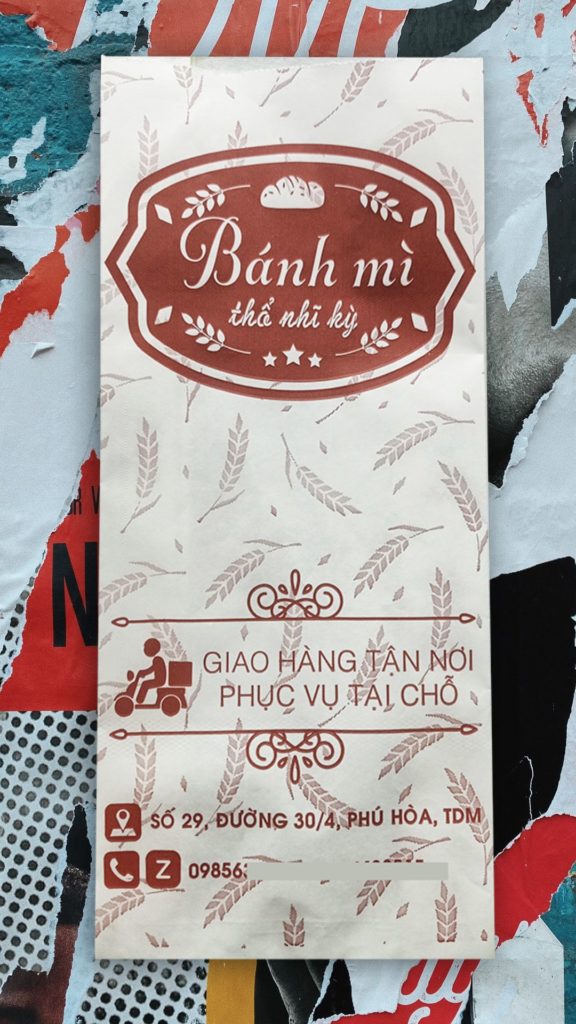 Bánh mì
thổ nhĩ kỳ
GIAO HÀNG TẬN NƠI
PHỤC VỤ TẠI CHỖ
SỐ 29, ĐƯỜNG 30/4, PHÚ HÒA, TDM
Z
N